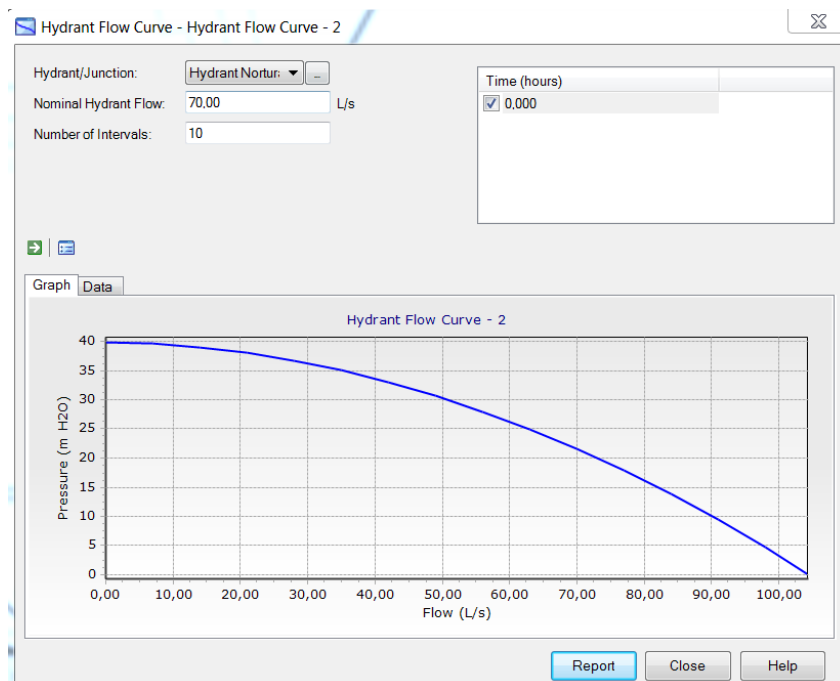 Hydrant Flow Curve - Hydrant Flow Curve - 2
Hydrant/Junction:
Hydrant Nortur
...
Nominal Hydrant Flow:
70,00
L/s
Number of Intervals:
10
Time (hours)
0,000
Graph
Data
Hydrant Flow Curve - 2
Pressure (m H2O)
40
35
30
25
20
15
10
5
0
0,00 10,00 20,00 30,00 40,00 50,00 60,00 70,00 80,00 90,00 100,00
Flow (L/s)
Report Close Help